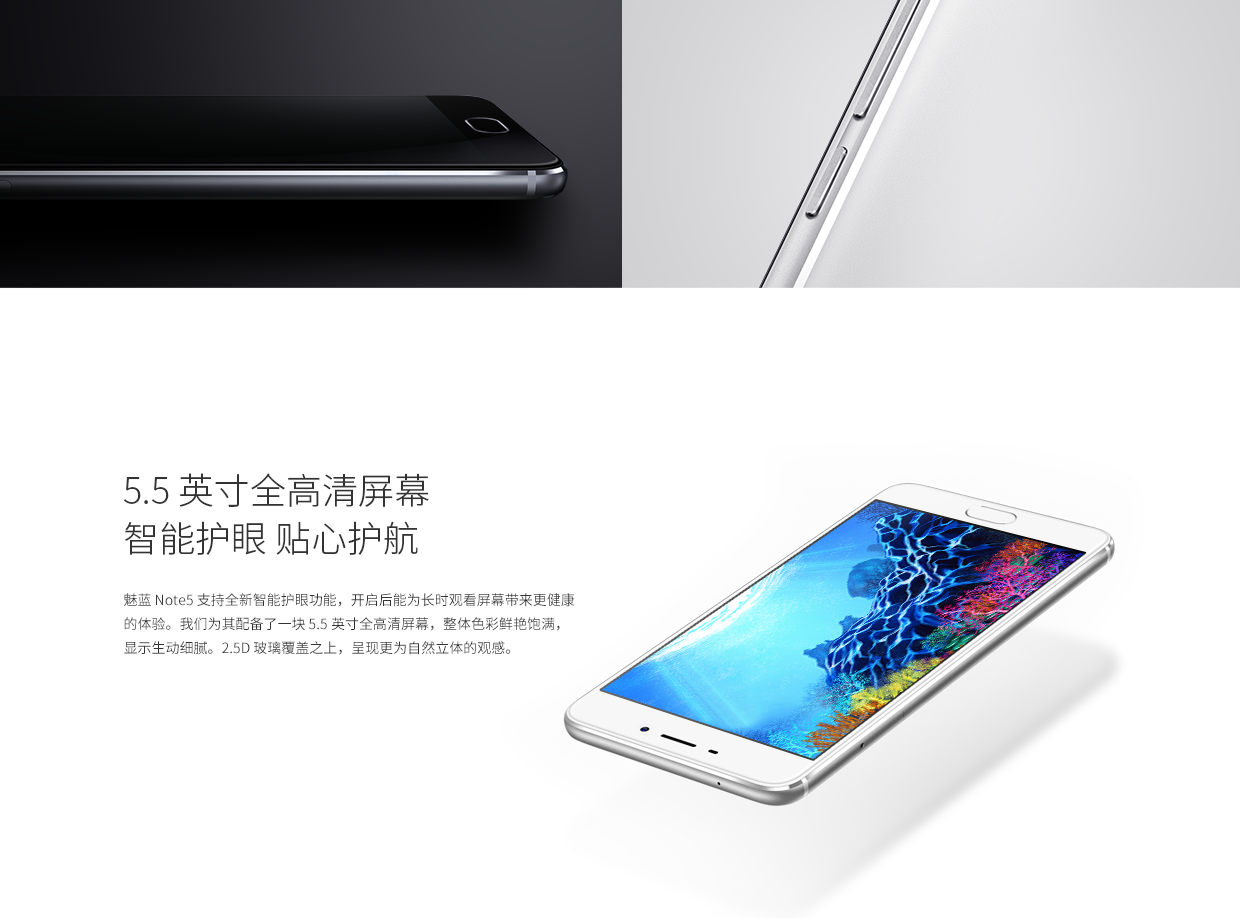 5.5 英寸全高清屏幕
智能护眼 贴心护航
魅蓝 Note5 支持全新智能护眼功能，开启后能为长时观看屏幕带来更健康
的体验。我们为其配备了一块 5.5 英寸全高清屏幕，整体色彩鲜艳饱满，
显示生动细腻。2.5D 玻璃覆盖之上，呈现更为自然立体的观感。